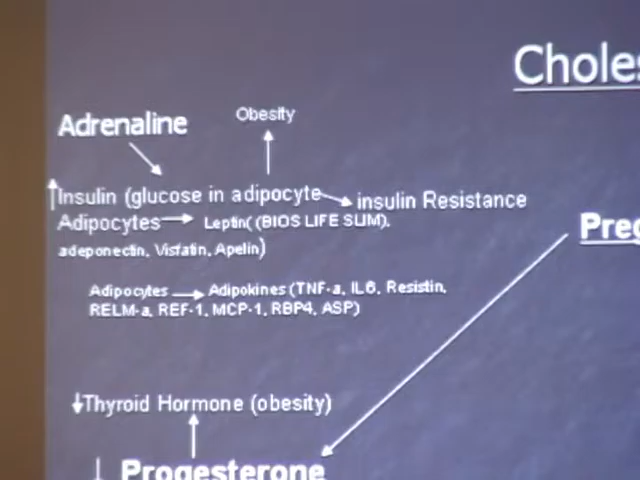 Adrenaline
Obesity
Insulin (glucose in adipocyte
insulin Resistance
Adipocytes
Leptin( (BIOS LIFE SLIM),
adeponectin, Visfatin, Apelin)
Adipocytes
Adipokines (TNF-a, IL6, Resistin,
RELM-a, REF-1, MCP-1, RBP4, ASP)
Thyroid Hormone (obesity)
Progesterone
Choles
Preg